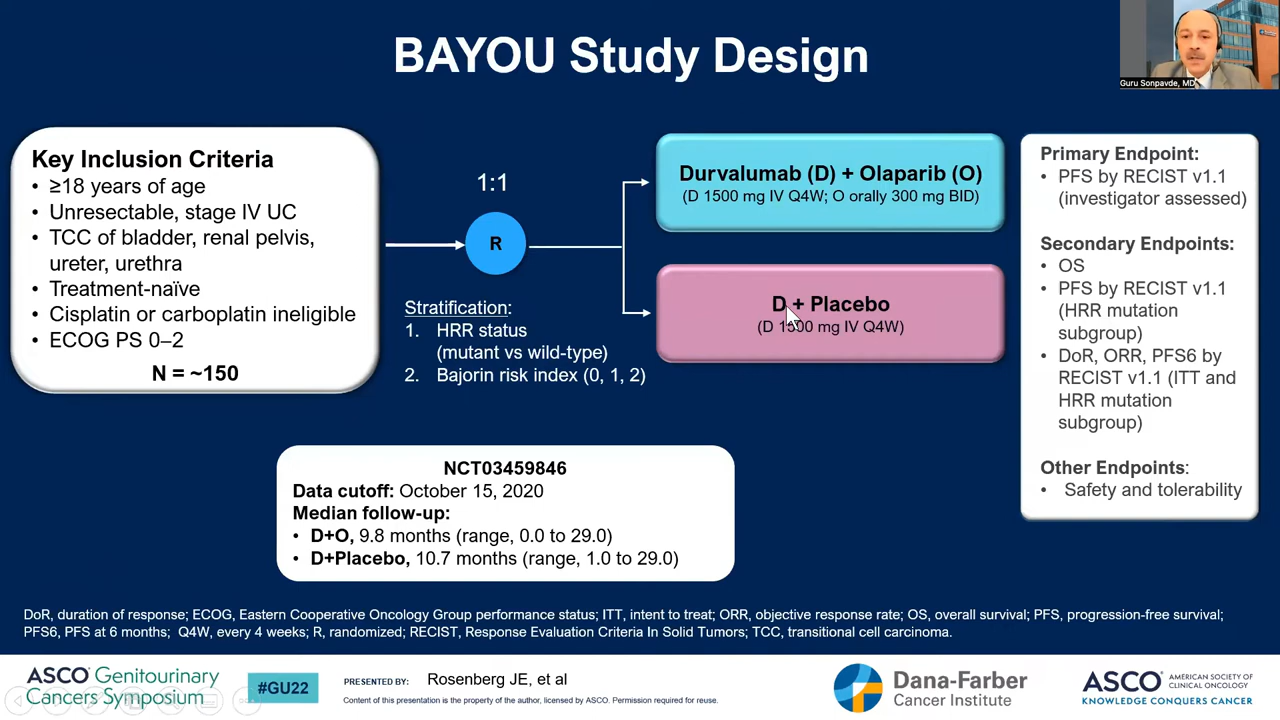 BAYOU Study Design
Guru Sonpavde, MD
Key Inclusion Criteria
• ≥18 years of age
• Unresectable, stage IV UC
• TCC of bladder, renal pelvis,
ureter, urethra
• Treatment-naïve
• Cisplatin or carboplatin ineligible
• ECOG PS 0–2
N = ~150
1:1
R
Stratification:
1. HRR status
(mutant vs wild-type)
2. Bajorin risk index (0, 1, 2)
Durvalumab (D) + Olaparib (O)
(D 1500 mg IV Q4W; O orally 300 mg BID)
D + Placebo
(D 1500 mg IV Q4W)
Primary Endpoint:
• PFS by RECIST v1.1
(investigator assessed)
Secondary Endpoints:
• OS
• PFS by RECIST v1.1
(HRR mutation
subgroup)
• DoR, ORR, PFS6 by
RECIST v1.1 (ITT and
HRR mutation
subgroup)
Other Endpoints:
• Safety and tolerability
NCT03459846
Data cutoff: October 15, 2020
Median follow-up:
• D+O, 9.8 months (range, 0.0 to 29.0)
• D+Placebo, 10.7 months (range, 1.0 to 29.0)
DoR, duration of response; ECOG, Eastern Cooperative Oncology Group performance status; ITT, intent to treat; ORR, objective response rate; OS, overall survival; PFS, progression-free survival;
PFS6, PFS at 6 months; Q4W, every 4 weeks; R, randomized; RECIST, Response Evaluation Criteria In Solid Tumors; TCC, transitional cell carcinoma.
ASCO Genitourinary
Cancers Symposium
#GU22
PRESENTED BY: Rosenberg JE, et al
Content of this presentation is the property of the author, licensed by ASCO. Permission required for reuse.
Dana-Farber
Cancer Institute
ASCO AMERICAN SOCIETY OF
CLINICAL ONCOLOGY
KNOWLEDGE CONQUERS CANCER